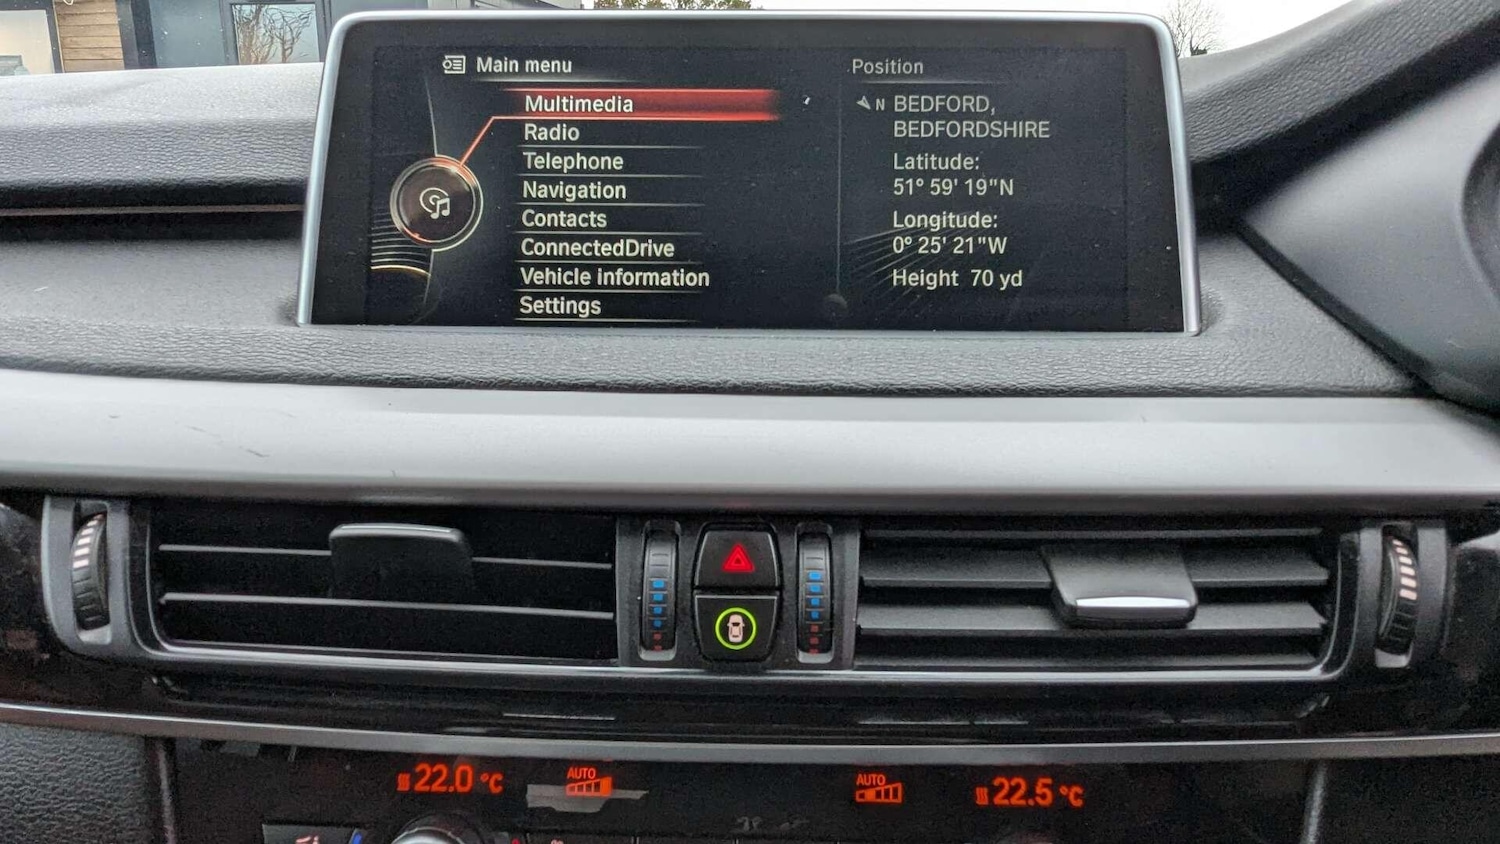 Main menu
Multimedia
Radio
Telephone
Navigation
Contacts
ConnectedDrive
Vehicle information
Settings
Position
N BEDFORD,
BEDFORDSHIRE
Latitude:
51° 59' 19"N
Longitude:
0° 25' 21"W
Height 70 yd
22.0 °C
AUTO
AUTO
22.5 °C